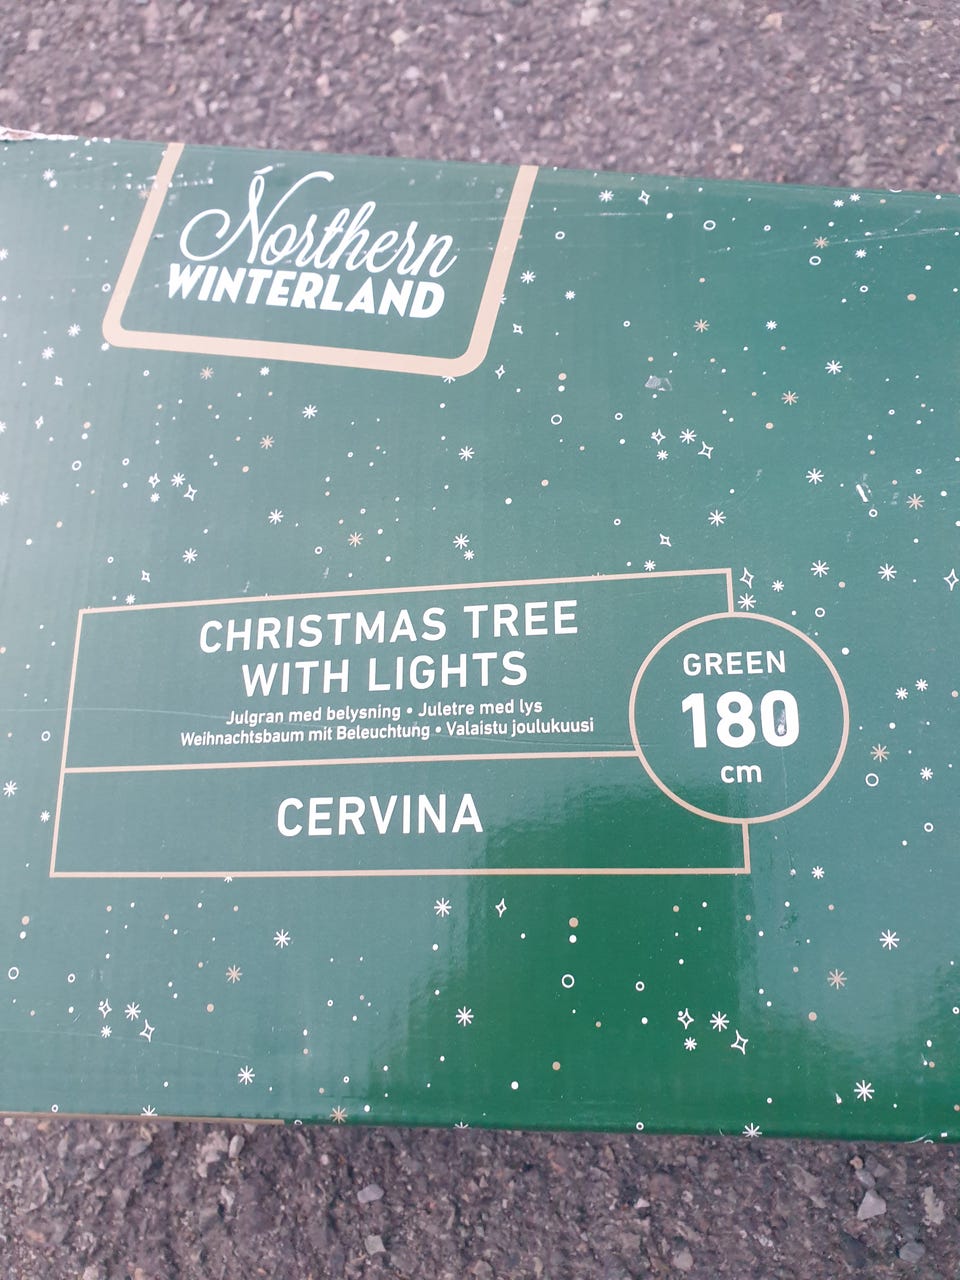 Northern
WINTERLAND
CHRISTMAS TREE
WITH LIGHTS
Julgran med belysning • Juletre med lys
Weihnachtsbaum mit Beleuchtung • Valaistu joulukuusi
CERVINA
GREEN
180
cm